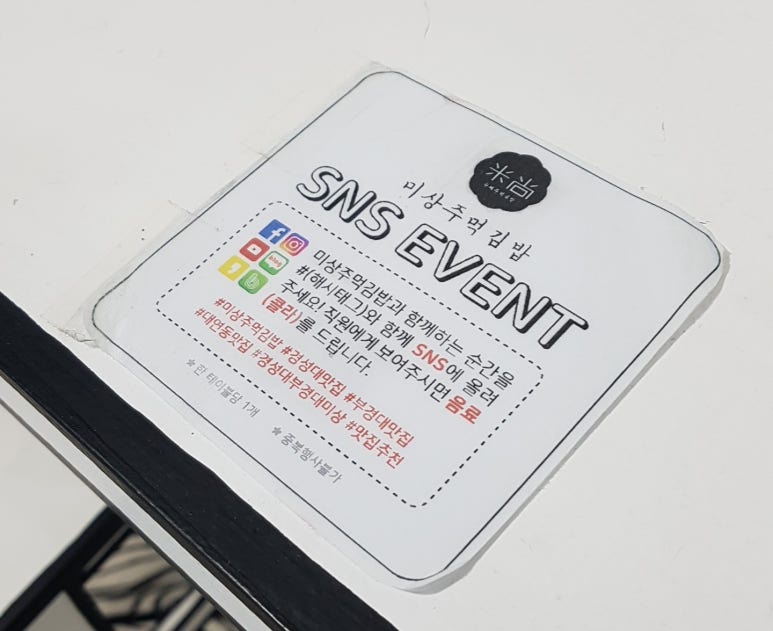 米尚
미상주먹김밥
SNS EVENT
미상주먹김밥과 함께하는 순간을
#(해시태그)와 함께 SNS에 올려
주세요! 직원에게 보여주시면 음료
(콜라)를 드립니다.
#미상주먹김밥 #경성대맛집 #부경대맛집
#대연동맛집 #경성대부경대미상 #맛집추천
* 한 테이블당 1개
* 중복행사불가
blog